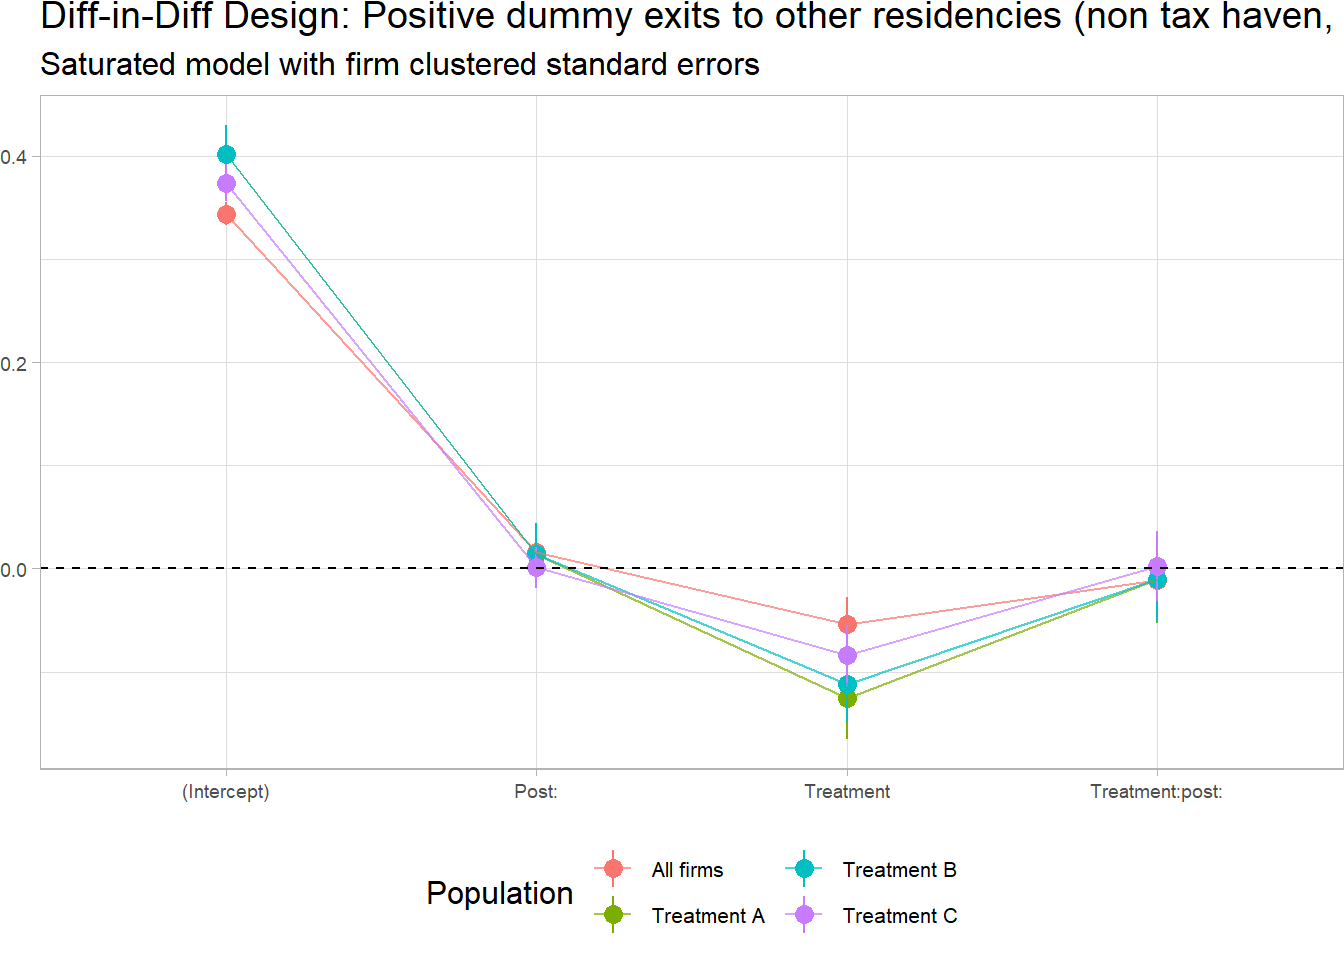 Diff-in-Diff Design: Positive dummy exits to other residencies (non tax haven,
Saturated model with firm clustered standard errors
0.4
0.2
0.0
(Intercept) Post: Treatment Treatment:post:
Population
All firms Treatment B
Treatment A Treatment C